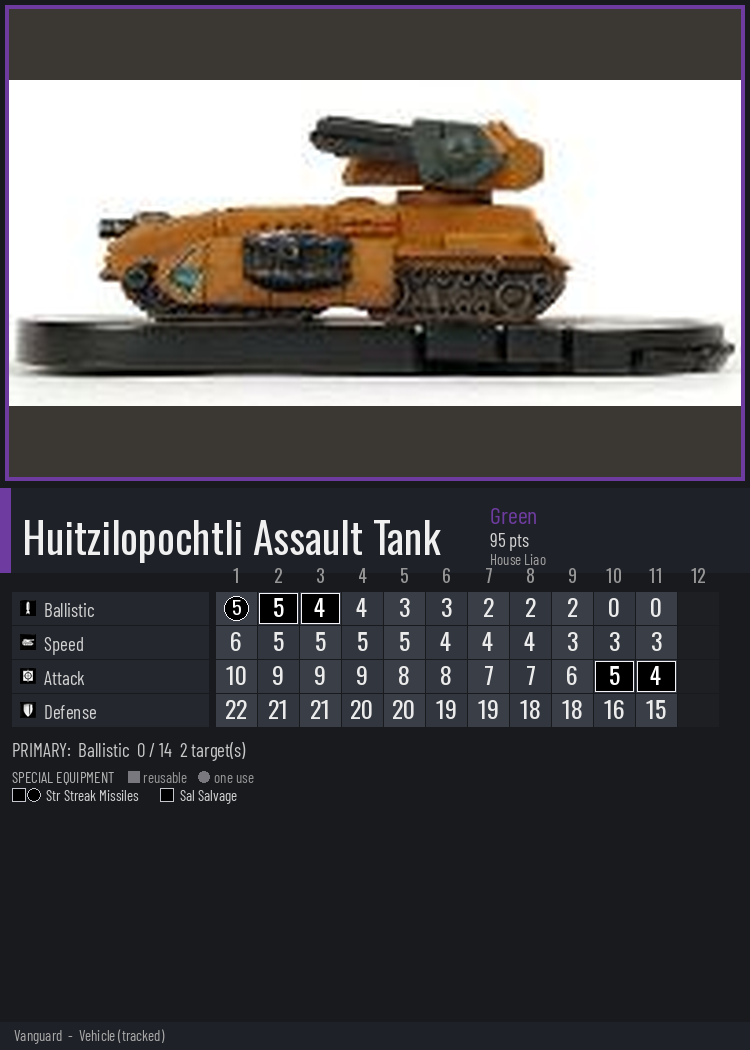 Huitzilopochtli Assault Tank
Green
95 pts
House Liao
1 2 3 4 5 6 7 8 9 10 11 12
Ballistic 5 5 4 4 3 3 2 2 2 0 0
Speed 6 5 5 5 5 4 4 4 3 3 3
Attack 10 9 9 9 8 8 7 7 6 5 4
Defense 22 21 21 20 20 19 19 18 18 16 15
PRIMARY: Ballistic 0 / 14 2 target(s)
SPECIAL EQUIPMENT reusable one use
Str Streak Missiles Sal Salvage
Vanguard - Vehicle (tracked)